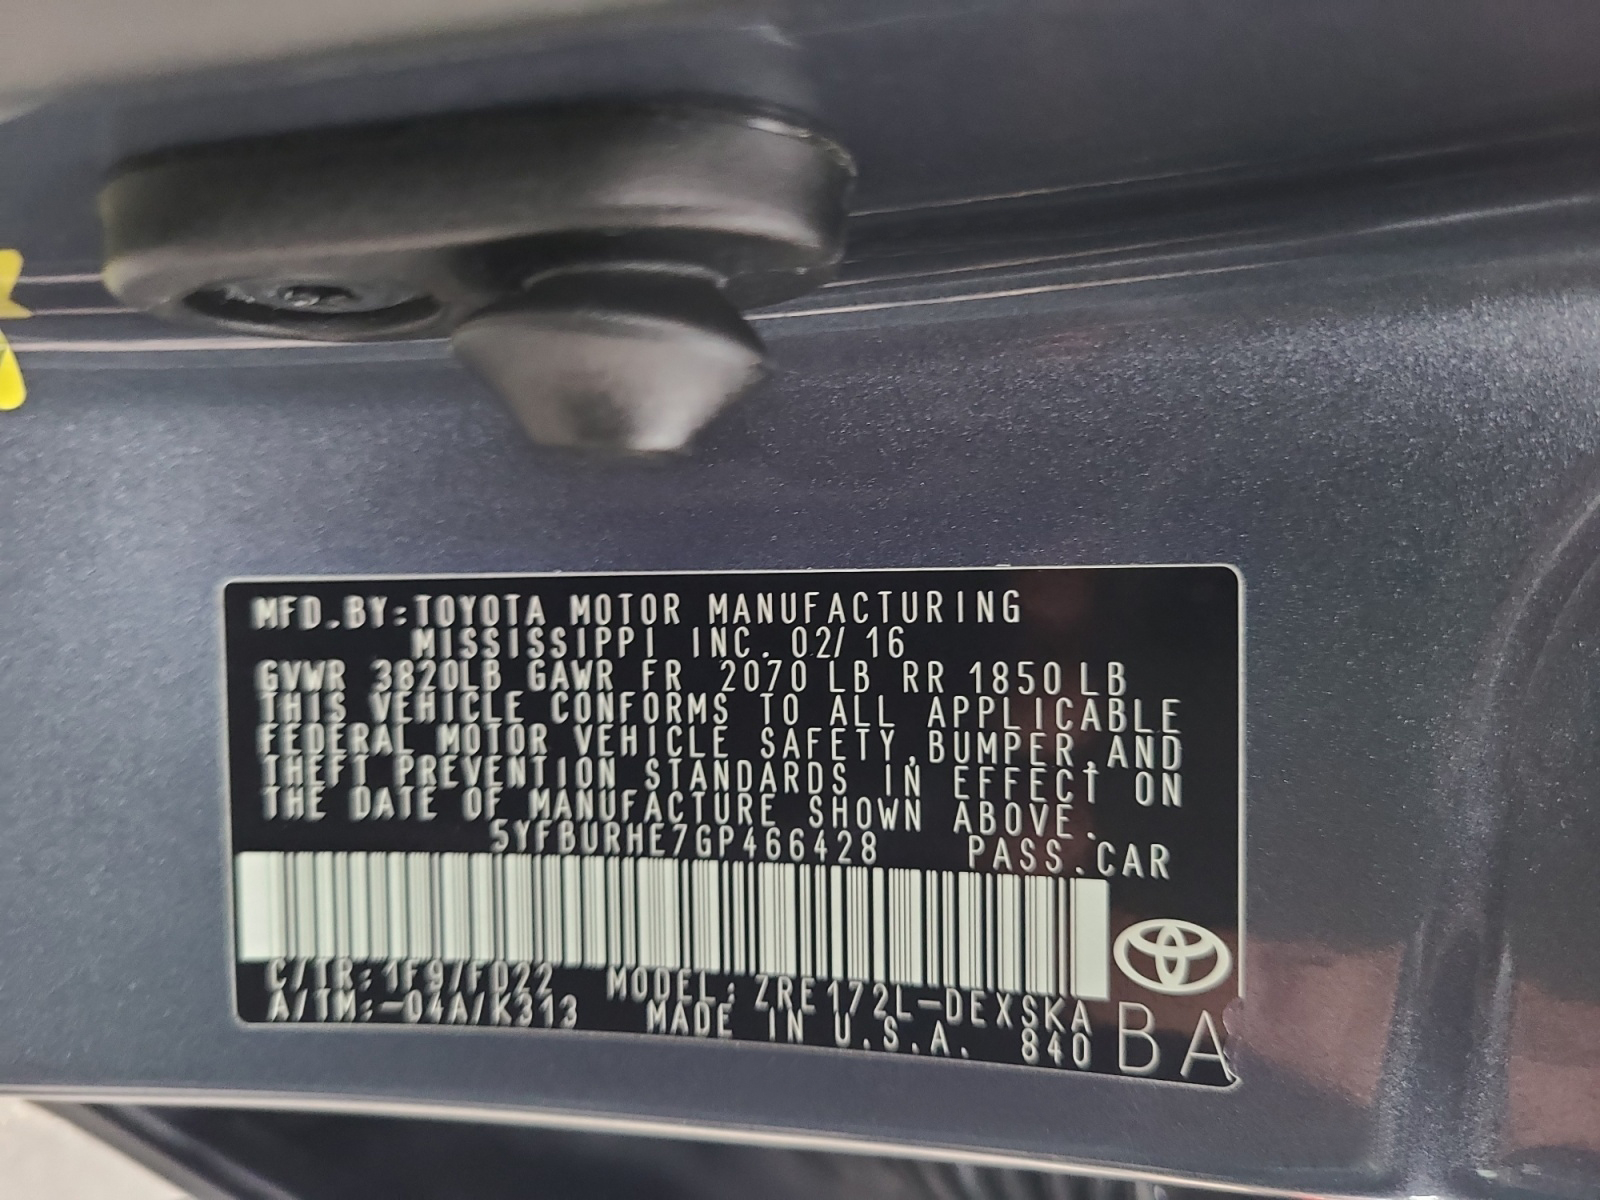 MFD.BY:TOYOTA MOTOR MANUFACTURING
MISSISSIPPI INC. 02/16
GVWR 3820LB GAWR FR 2070 LB RR 1850 LB
THIS VEHICLE CONFORMS TO ALL APPLICABLE
FEDERAL MOTOR VEHICLE SAFETY,BUMPER,AND
THEFT PREVENTION STANDARDS IN EFFECT ON
THE DATE OF MANUFACTURE SHOWN ABOVE.
5YFBURHE7GP466428 PASS.CAR
C/TR:1F9/FD22 MODEL:ZRE172L-DEXSKA
A/TM:-04A/K313 MADE IN U.S.A. 840 BA